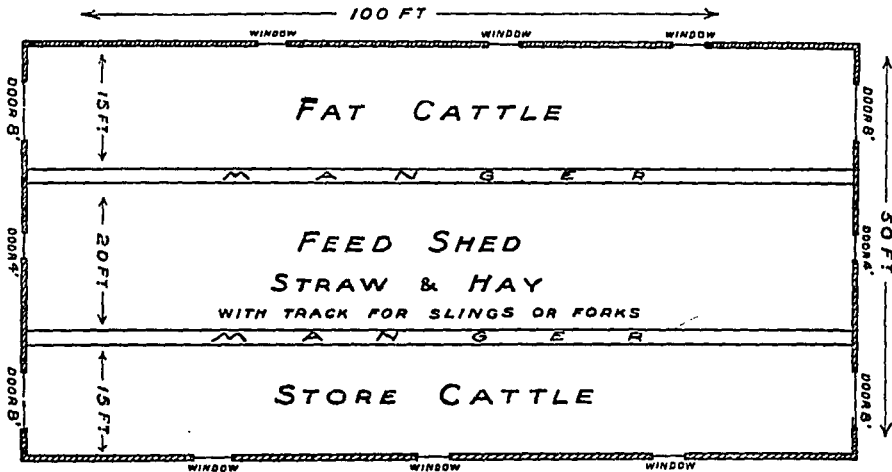 100 FT
WINDOW WINDOW WINDOW
DOOR 8'
15 FT
FAT CATTLE
DOOR 8'
MANGER
DOOR 4'
20 FT
FEED SHED
STRAW & HAY
WITH TRACK FOR SLINGS OR FORKS
DOOR 4'
50 FT
MANGER
DOOR 8'
15 FT
STORE CATTLE
DOOR 8'
WINDOW WINDOW WINDOW